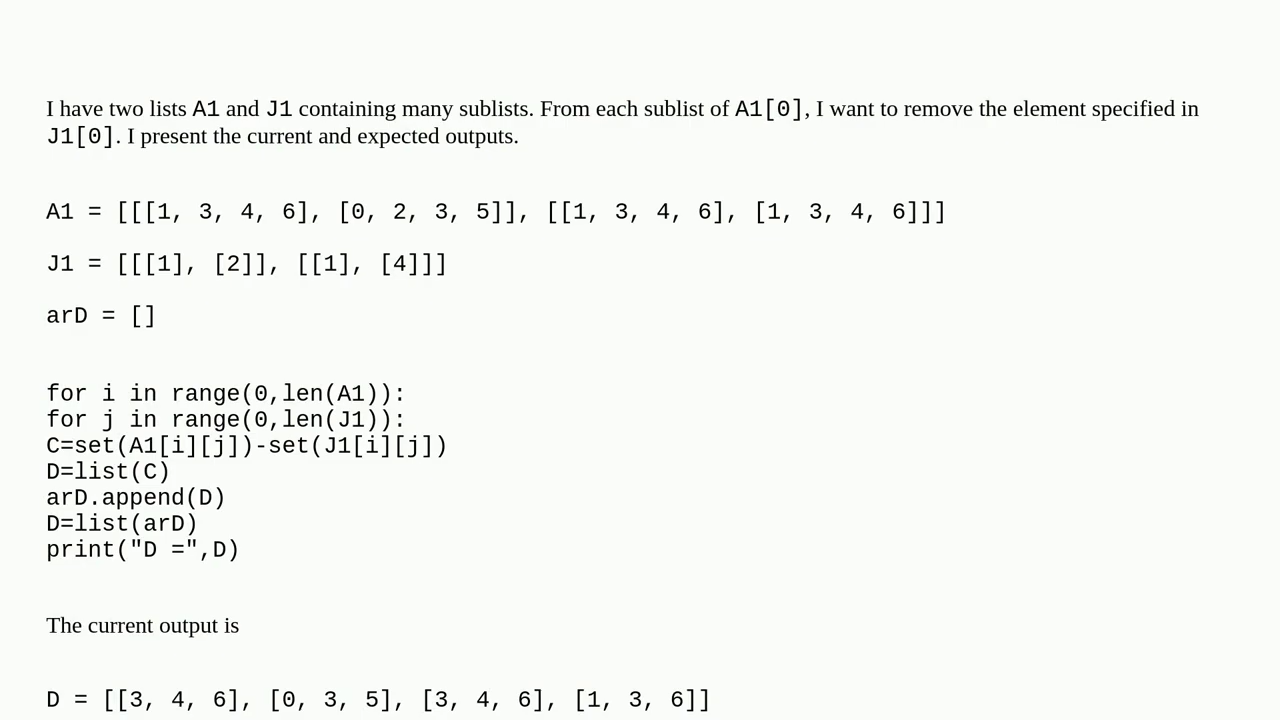 I have two lists A1 and J1 containing many sublists. From each sublist of A1[0], I want to remove the element specified in
J1[0]. I present the current and expected outputs.
A1 = [[[1, 3, 4, 6], [0, 2, 3, 5]], [[1, 3, 4, 6], [1, 3, 4, 6]]]
J1 = [[[1], [2]], [[1], [4]]]
arD = []
for i in range(0,len(A1)):
for j in range(0,len(J1)):
C=set(A1[i][j])-set(J1[i][j])
D=list(C)
arD.append(D)
D=list(arD)
print("D =",D)
The current output is
D = [[3, 4, 6], [0, 3, 5], [3, 4, 6], [1, 3, 6]]